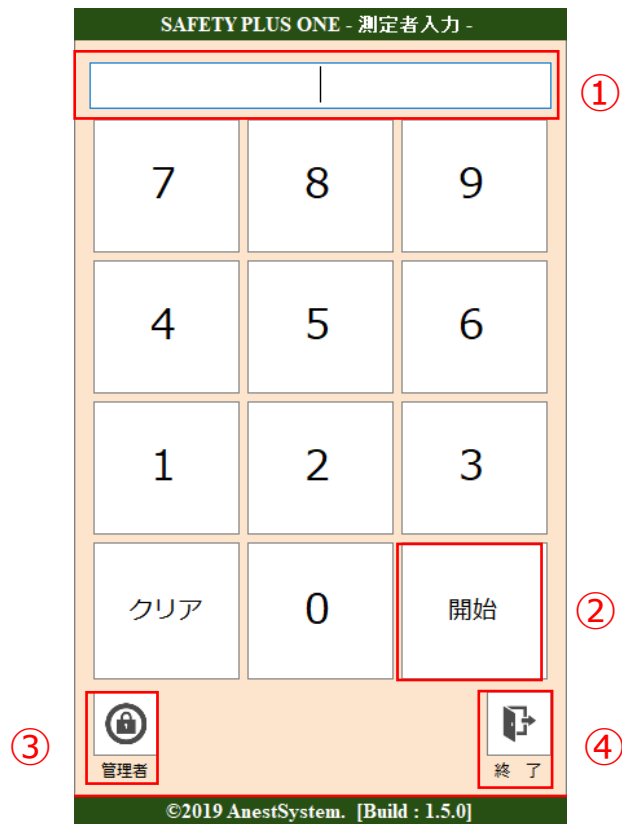 SAFETY PLUS ONE - 測定者入力 -
①
7 8 9
4 5 6
1 2 3
クリア 0 開始
②
③
管理者
④
終 了
©2019 AnestSystem. [Build : 1.5.0]